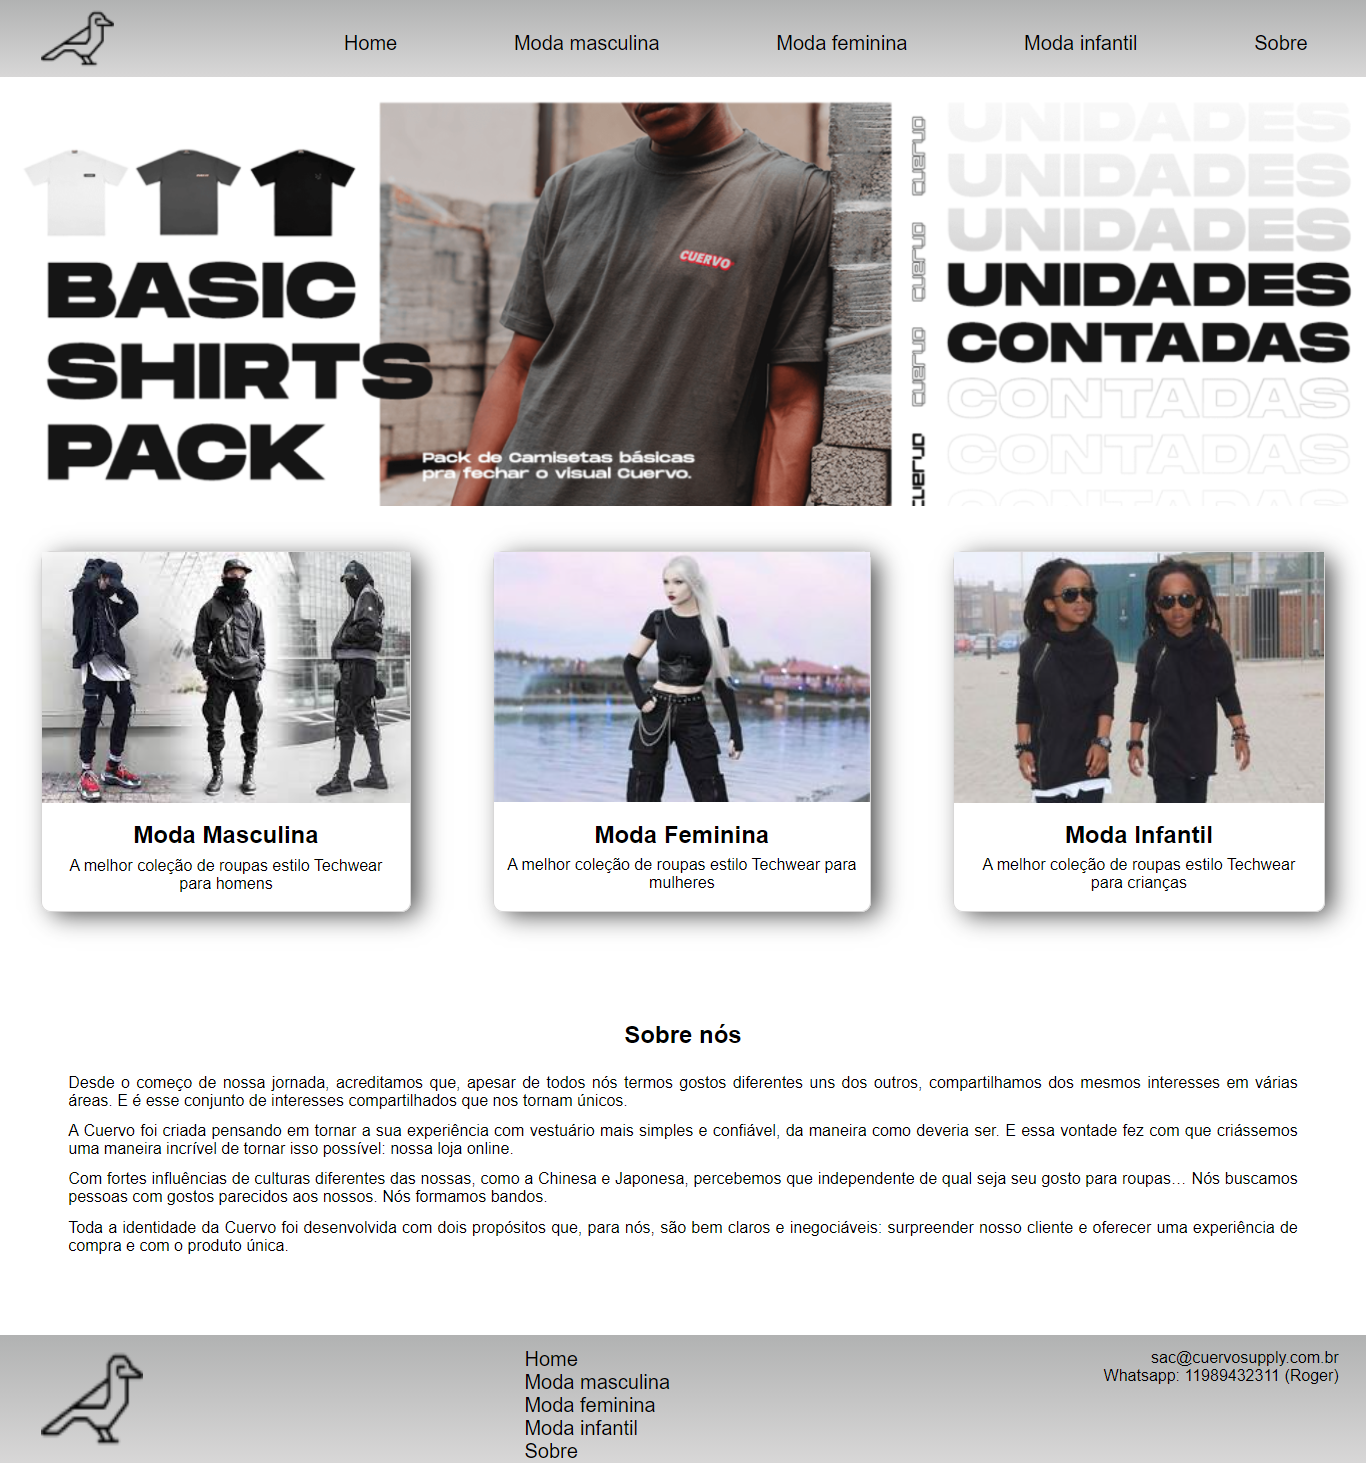 Home
Moda masculina
Moda feminina
Moda infantil
Sobre
BASIC
SHIRTS
PACK
CUERVO
Pack de Camisetas básicas
pra fechar o visual Cuervo.
cuervo
cuervo
cuervo
cuervo
UNIDADES
UNIDADES
UNIDADES
UNIDADES
CONTADAS
CONTADAS
CONTADAS
CONTADAS
Moda Masculina
A melhor coleção de roupas estilo Techwear
para homens
Moda Feminina
A melhor coleção de roupas estilo Techwear para
mulheres
Moda Infantil
A melhor coleção de roupas estilo Techwear
para crianças
Sobre nós
Desde o começo de nossa jornada, acreditamos que, apesar de todos nós termos gostos diferentes uns dos outros, compartilhamos dos mesmos interesses em várias
áreas. E é esse conjunto de interesses compartilhados que nos tornam únicos.
A Cuervo foi criada pensando em tornar a sua experiência com vestuário mais simples e confiável, da maneira como deveria ser. E essa vontade fez com que criássemos
uma maneira incrível de tornar isso possível: nossa loja online.
Com fortes influências de culturas diferentes das nossas, como a Chinesa e Japonesa, percebemos que independente de qual seja seu gosto para roupas… Nós buscamos
pessoas com gostos parecidos aos nossos. Nós formamos bandos.
Toda a identidade da Cuervo foi desenvolvida com dois propósitos que, para nós, são bem claros e inegociáveis: surpreender nosso cliente e oferecer uma experiência de
compra e com o produto única.
Home
Moda masculina
Moda feminina
Moda infantil
Sobre
sac@cuervosupply.com.br
Whatsapp: 11989432311 (Roger)